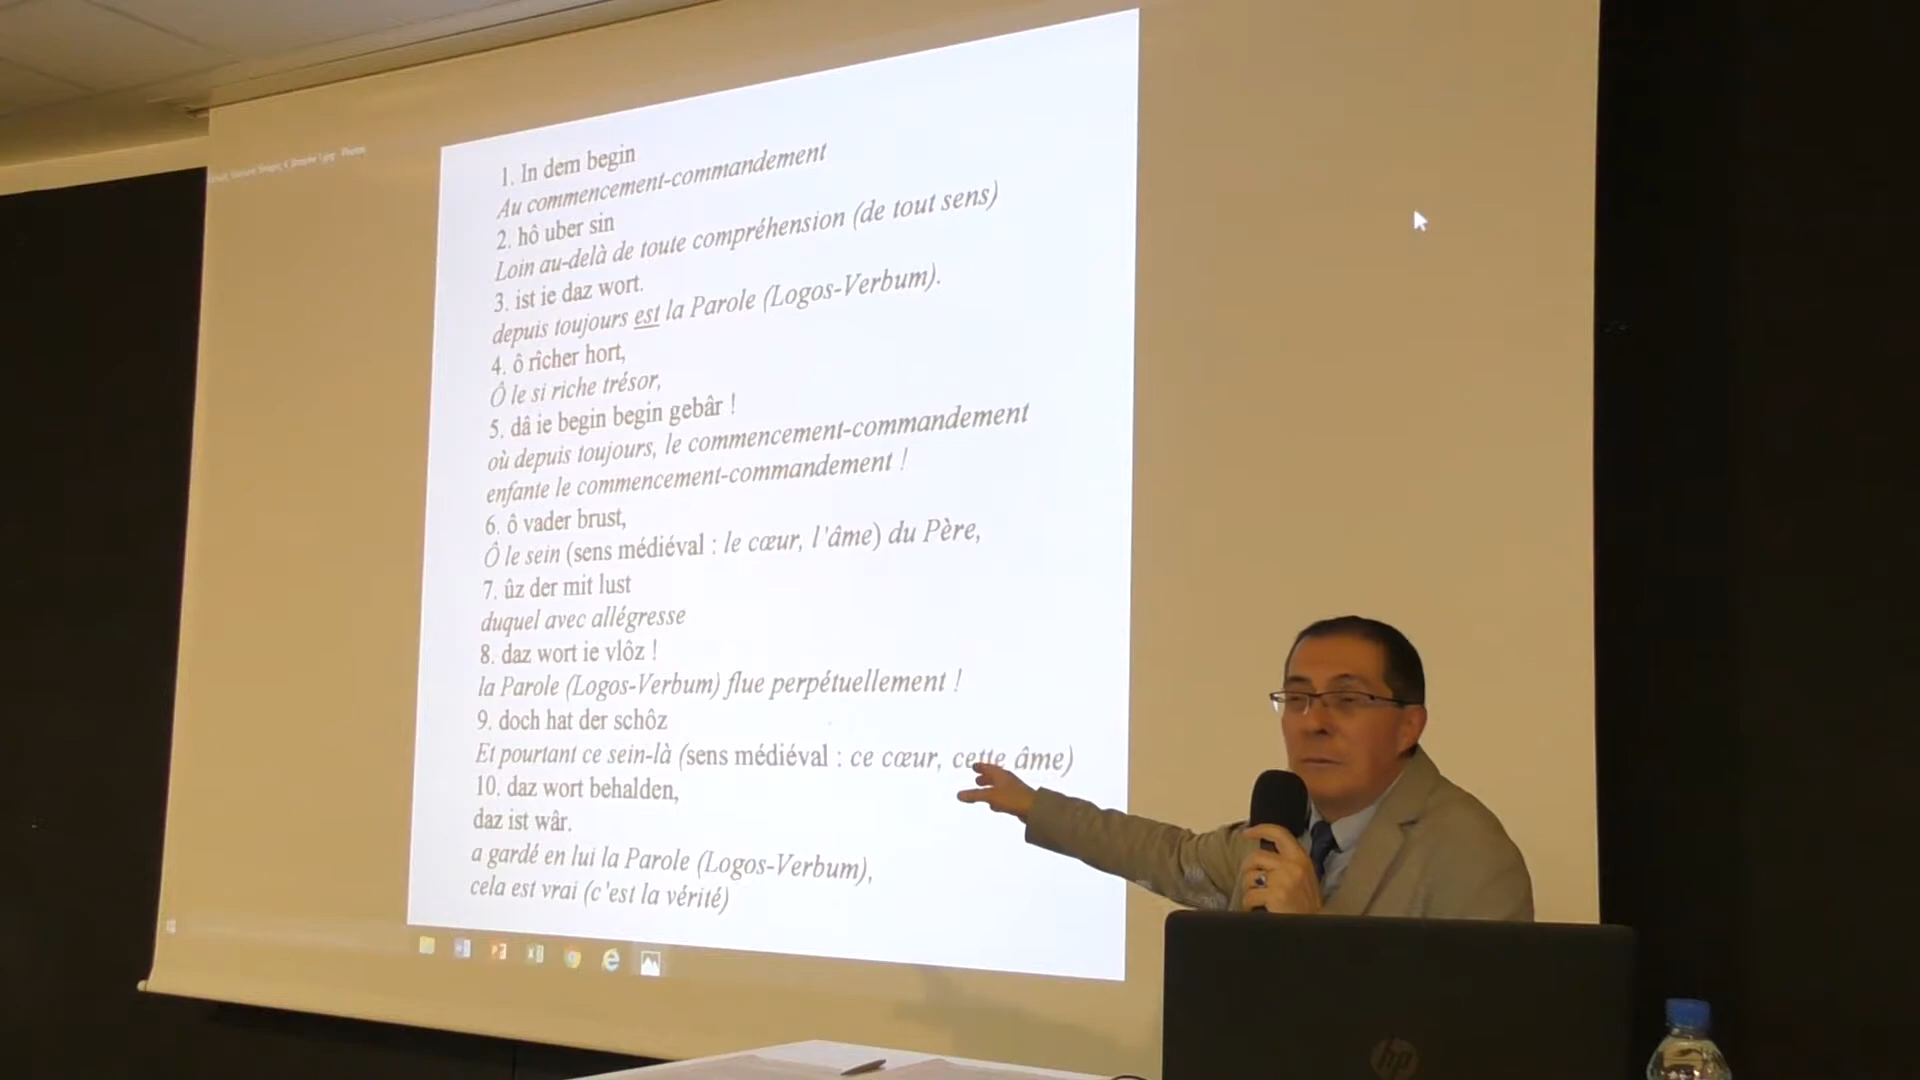 1. In dem begin
Au commencement-commandement
2. hô uber sin
Loin au-delà de toute compréhension (de tout sens)
3. ist ie daz wort.
depuis toujours est la Parole (Logos-Verbum).
4. ô rîcher hort,
Ô le si riche trésor,
5. dâ ie begin begin gebâr !
où depuis toujours, le commencement-commandement
enfante le commencement-commandement !
6. ô vader brust,
Ô le sein (sens médiéval : le cœur, l'âme) du Père,
7. ûz der mit lust
duquel avec allégresse
8. daz wort ie vlôz !
la Parole (Logos-Verbum) flue perpétuellement !
9. doch hat der schôz
Et pourtant ce sein-là (sens médiéval : ce cœur, cette âme)
10. daz wort behalden,
daz ist wâr.
a gardé en lui la Parole (Logos-Verbum),
cela est vrai (c'est la vérité)
hp